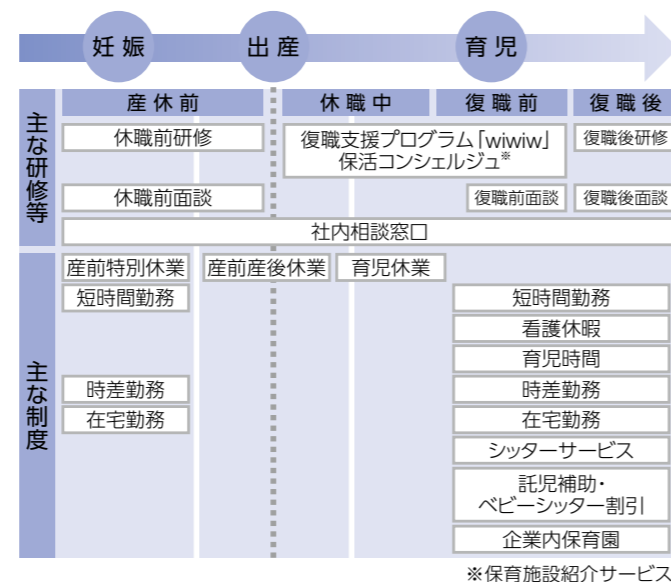 妊娠
出産
育児
産休前
休職中
復職前
復職後
主な研修等
休職前研修
復職支援プログラム「wiwiw」
保活コンシェルジュ※
復職後研修
休職前面談
復職前面談
復職後面談
社内相談窓口
主な制度
産前特別休業
産前産後休業
育児休業
短時間勤務
短時間勤務
看護休暇
育児時間
時差勤務
時差勤務
在宅勤務
在宅勤務
シッターサービス
託児補助・
ベビーシッター割引
企業内保育園
※保育施設紹介サービス